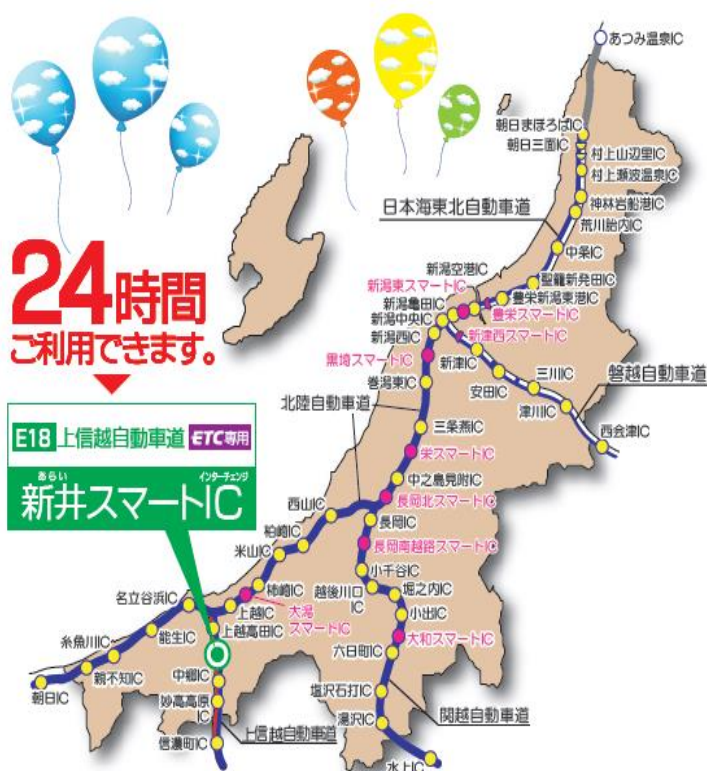 あつみ温泉IC
朝日まほろばIC
朝日三面IC
村上山辺里IC
村上瀬波温泉IC
神林岩船港IC
日本海東北自動車道
荒川胎内IC
中条IC
新潟空港IC
聖籠新発田IC
新潟東スマートIC
豊栄新潟東港IC
新潟亀田IC
豊栄スマートIC
新潟中央IC
新津西スマートIC
新潟西IC
黒埼スマートIC
新津IC
三川IC
磐越自動車道
巻潟東IC
安田IC
津川IC
西会津IC
北陸自動車道
三条燕IC
栄スマートIC
中之島見附IC
長岡北スマートIC
西山IC
長岡IC
柏崎IC
長岡南越路スマートIC
米山IC
小千谷IC
越後川口
IC
堀之内IC
柿崎IC
名立谷浜IC
上越IC
大潟
スマートIC
小出IC
上越高田IC
大和スマートIC
能生IC
糸魚川IC
六日町IC
中郷IC
親不知IC
朝日IC
塩沢石打IC
妙高高原
IC
関越自動車道
湯沢IC
上信越自動車道
信濃町IC
水上IC
24時間
ご利用できます。
E18 上信越自動車道 ETC専用
あらい インターチェンジ
新井スマートIC